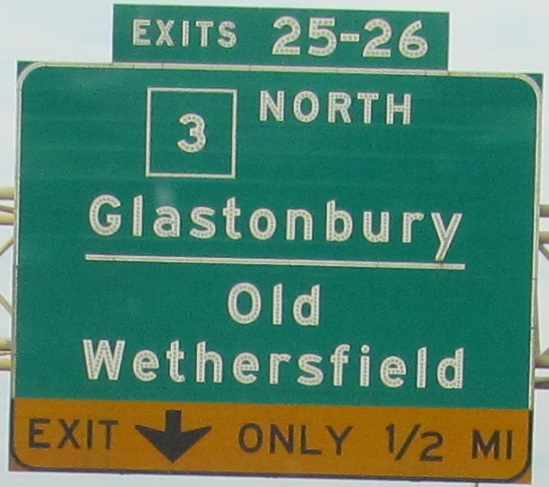 EXITS 25-26
3 NORTH
Glastonbury
Old
Wethersfield
EXIT ONLY 1/2 MI